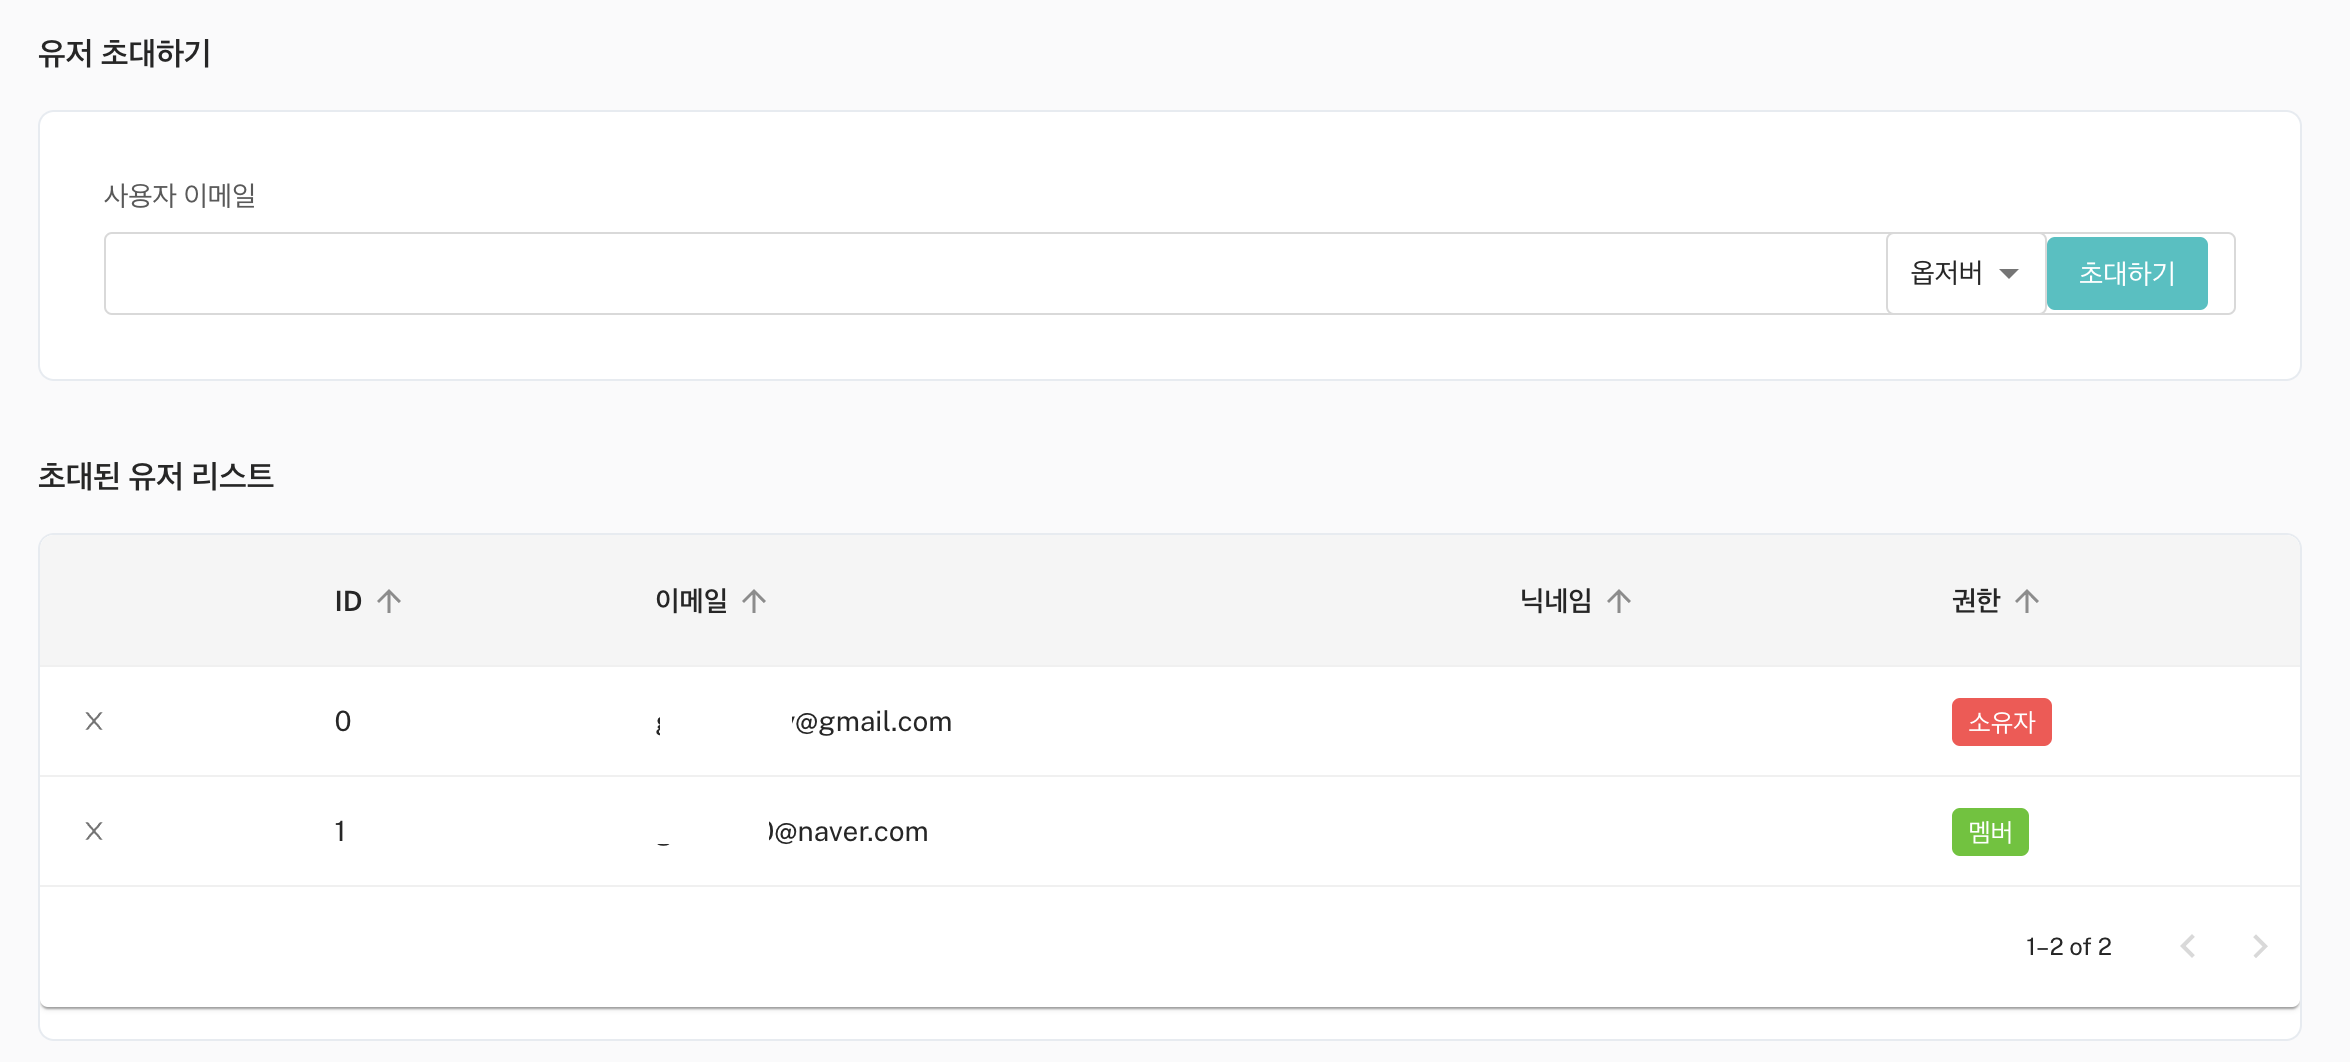 유저 초대하기
사용자 이메일
옵저버 초대하기
초대된 유저 리스트
ID 이메일 닉네임 권한
0 @gmail.com 소유자
1 @naver.com 멤버
1–2 of 2